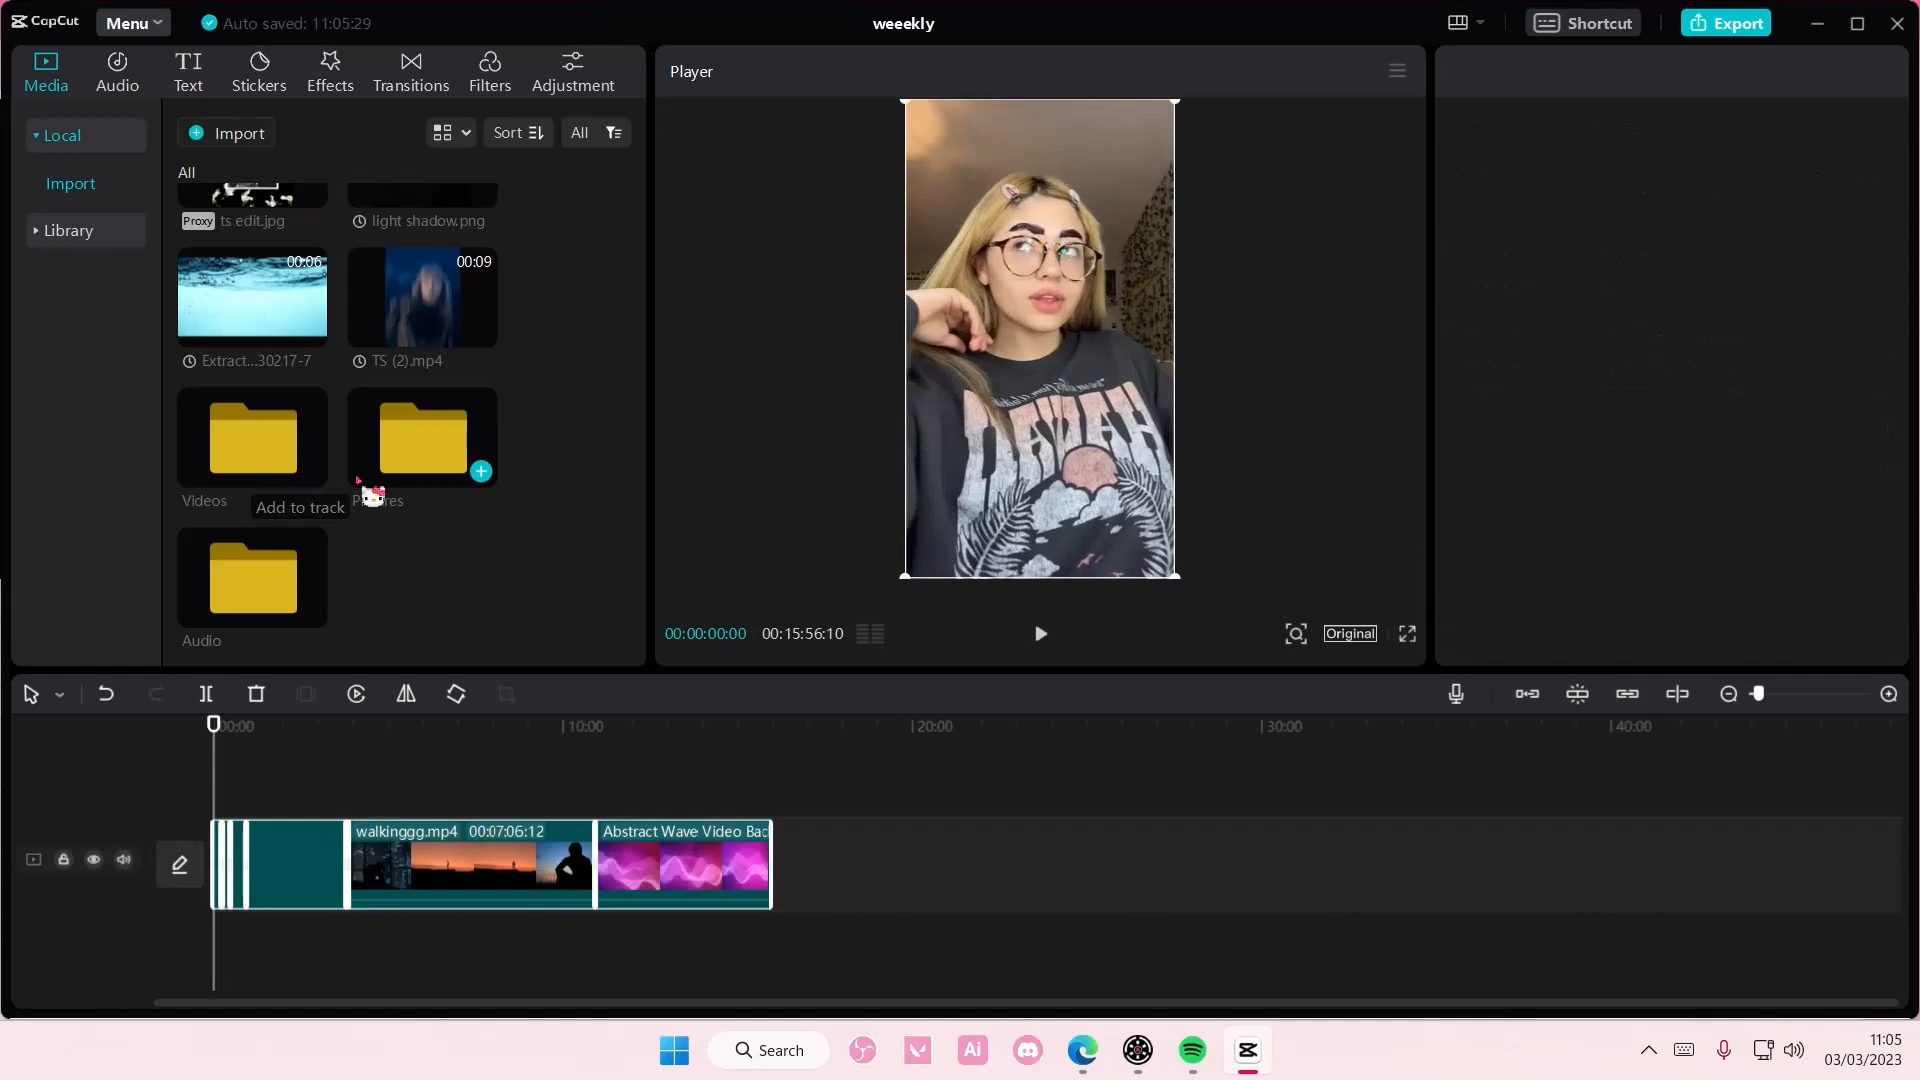 CapCut
Menu
Auto saved: 11:05:29
weeekly
Shortcut
Export
Media
Audio
Text
Stickers
Effects
Transitions
Filters
Adjustment
Player
Local
Import
Library
Import
Sort
All
All
Proxy
ts edit.jpg
light shadow.png
00:06
00:09
Extract...30217-7
TS (2).mp4
Videos
Add to track
Audio
00:00:00:00
00:15:56:10
Original
00:00
10:00
20:00
30:00
40:00
walkinggg.mp4 00:07:06:12
Abstract Wave Video Bac
Search
Ai
11:05
03/03/2023